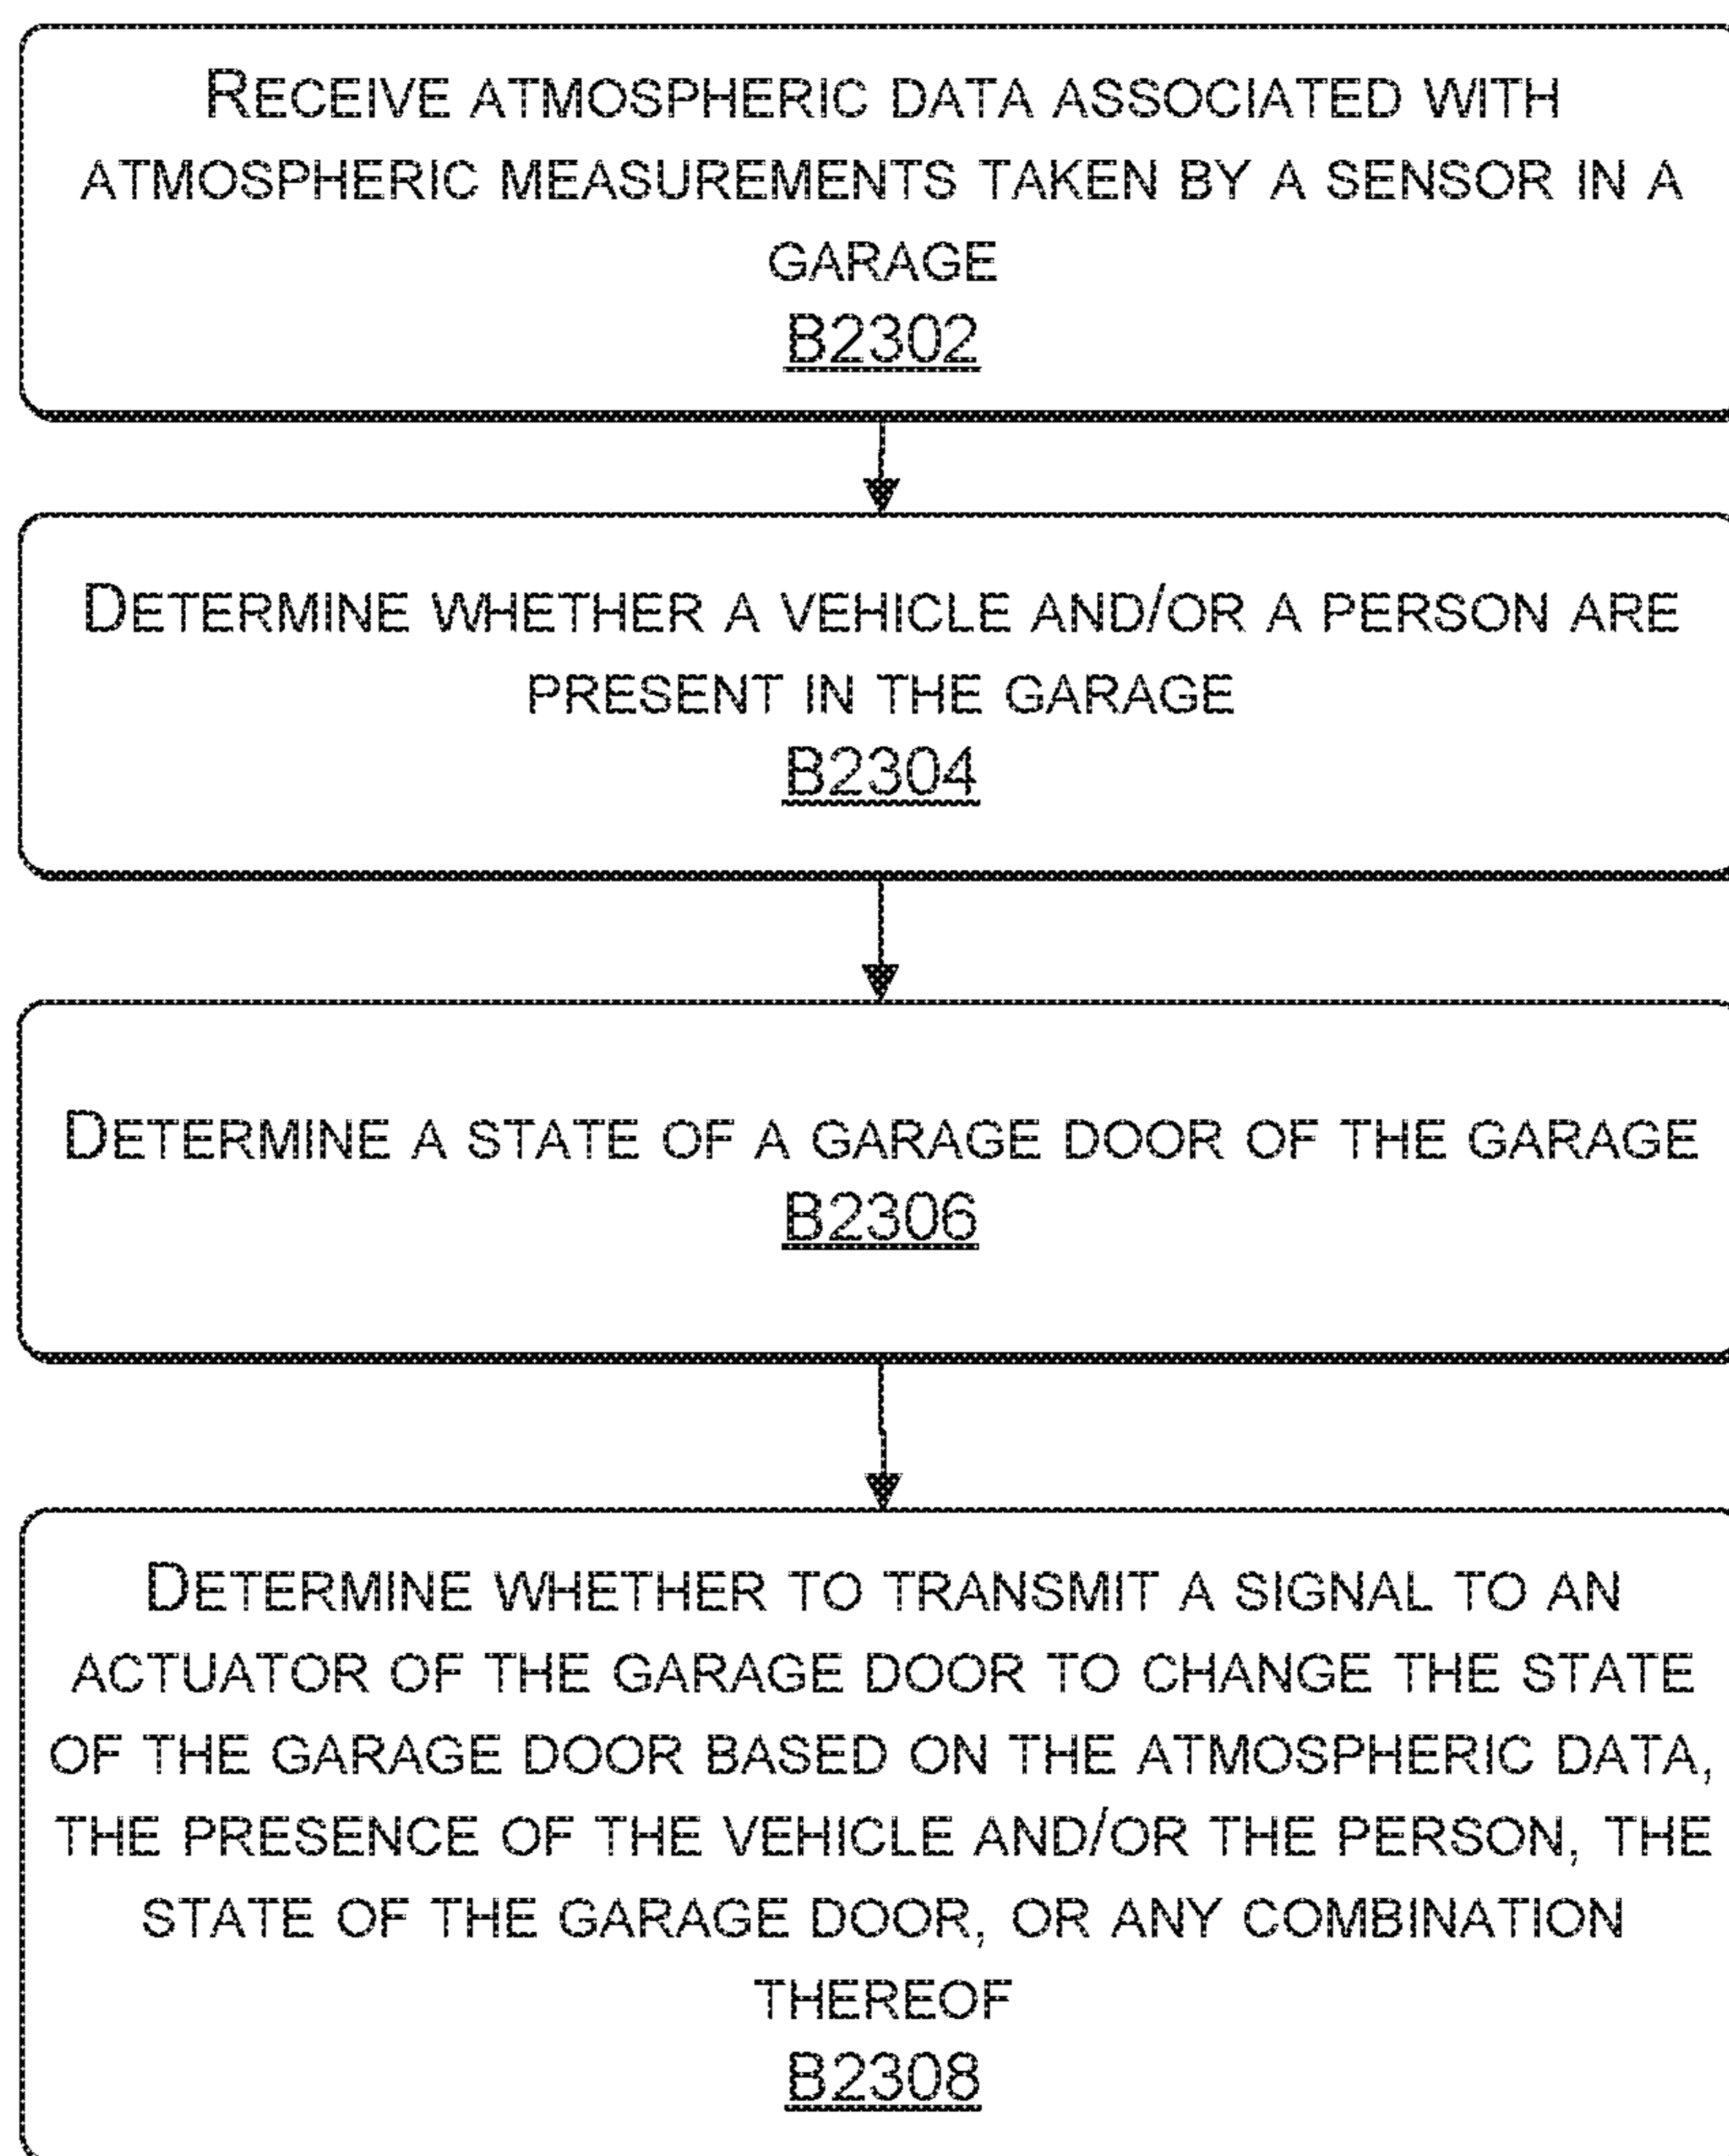 RECEIVE ATMOSPHERIC DATA ASSOCIATED WITH
ATMOSPHERIC MEASUREMENTS TAKEN BY A SENSOR IN A
GARAGE
B2302
DETERMINE WHETHER A VEHICLE AND/OR A PERSON ARE
PRESENT IN THE GARAGE
B2304
DETERMINE A STATE OF A GARAGE DOOR OF THE GARAGE
B2306
DETERMINE WHETHER TO TRANSMIT A SIGNAL TO AN
ACTUATOR OF THE GARAGE DOOR TO CHANGE THE STATE
OF THE GARAGE DOOR BASED ON THE ATMOSPHERIC DATA,
THE PRESENCE OF THE VEHICLE AND/OR THE PERSON, THE
STATE OF THE GARAGE DOOR, OR ANY COMBINATION
THEREOF
B2308